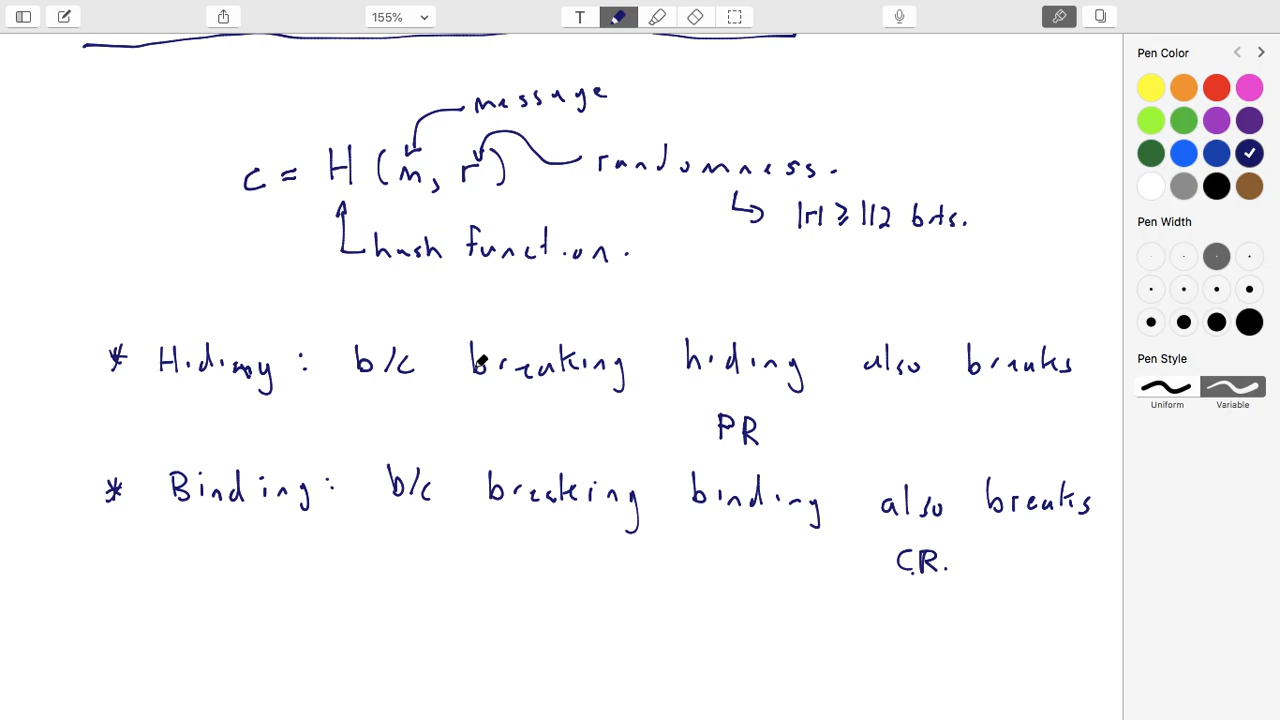 155%
T
message
c = H (m, r) randomness.
↳ |r| ≥ 112 bits.
hash function.
* Hiding : b/c breaking hiding also breaks
PR
* Binding : b/c breaking binding also breaks
C.R.
Pen Color
Pen Width
Pen Style
Uniform Variable